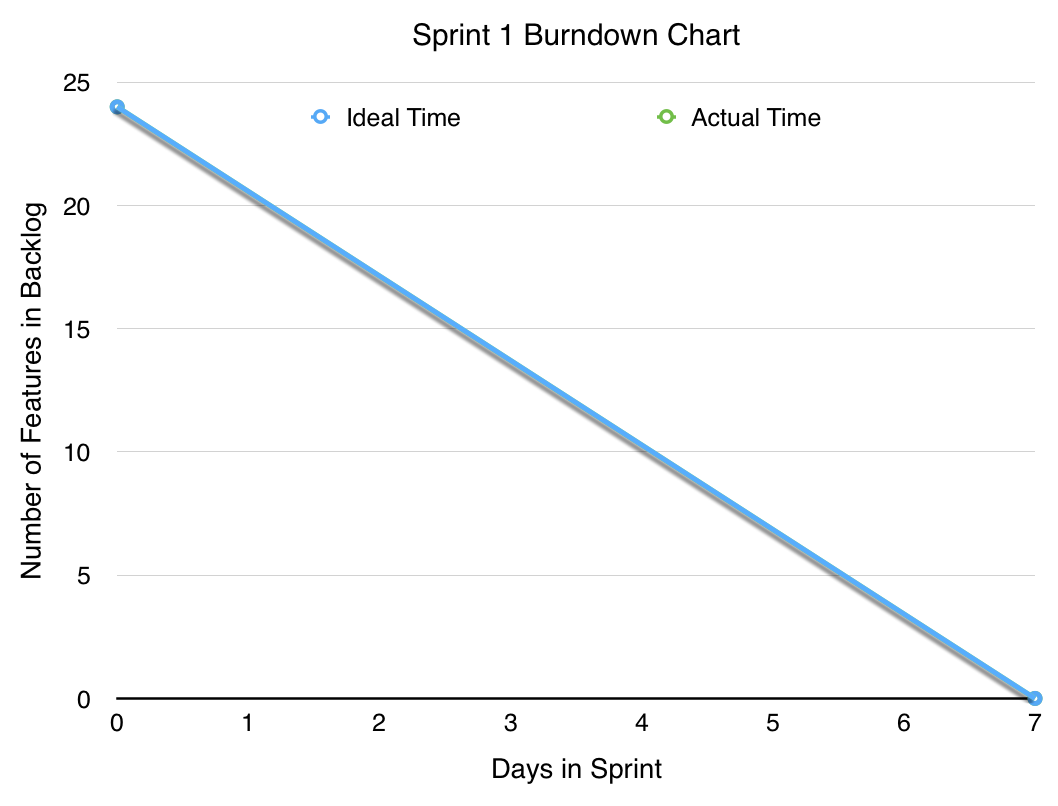 Sprint 1 Burndown Chart
25
Ideal Time
Actual Time
20
15
10
5
0
Number of Features in Backlog
0 1 2 3 4 5 6 7
Days in Sprint